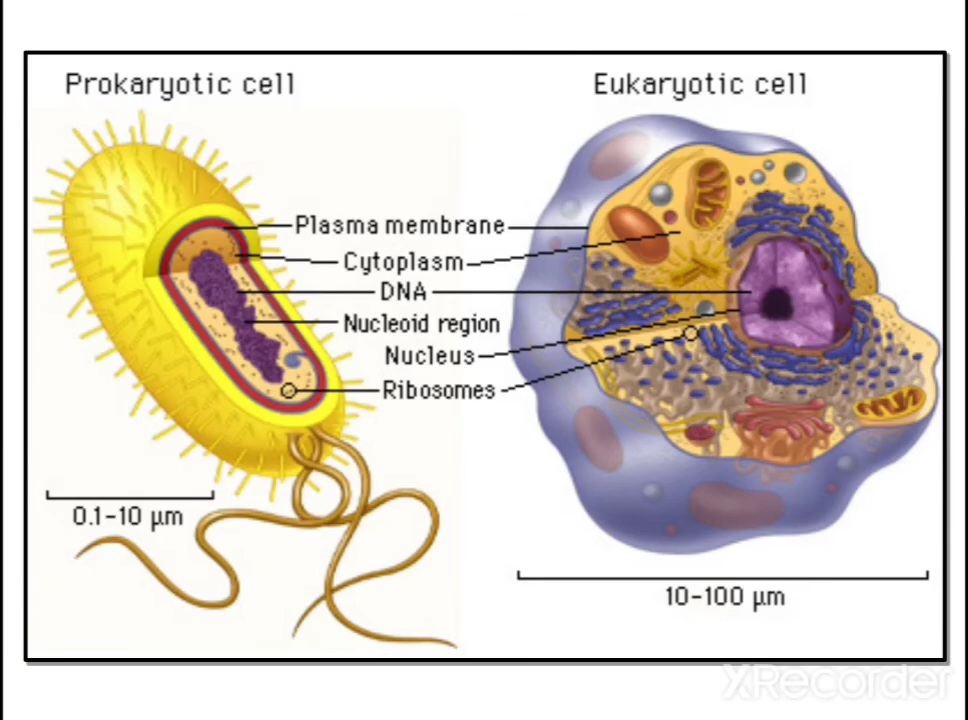 Prokaryotic cell
Eukaryotic cell
Plasma membrane
Cytoplasm
DNA
Nucleoid region
Nucleus
Ribosomes
0.1-10 µm
10-100 µm
XRecorder